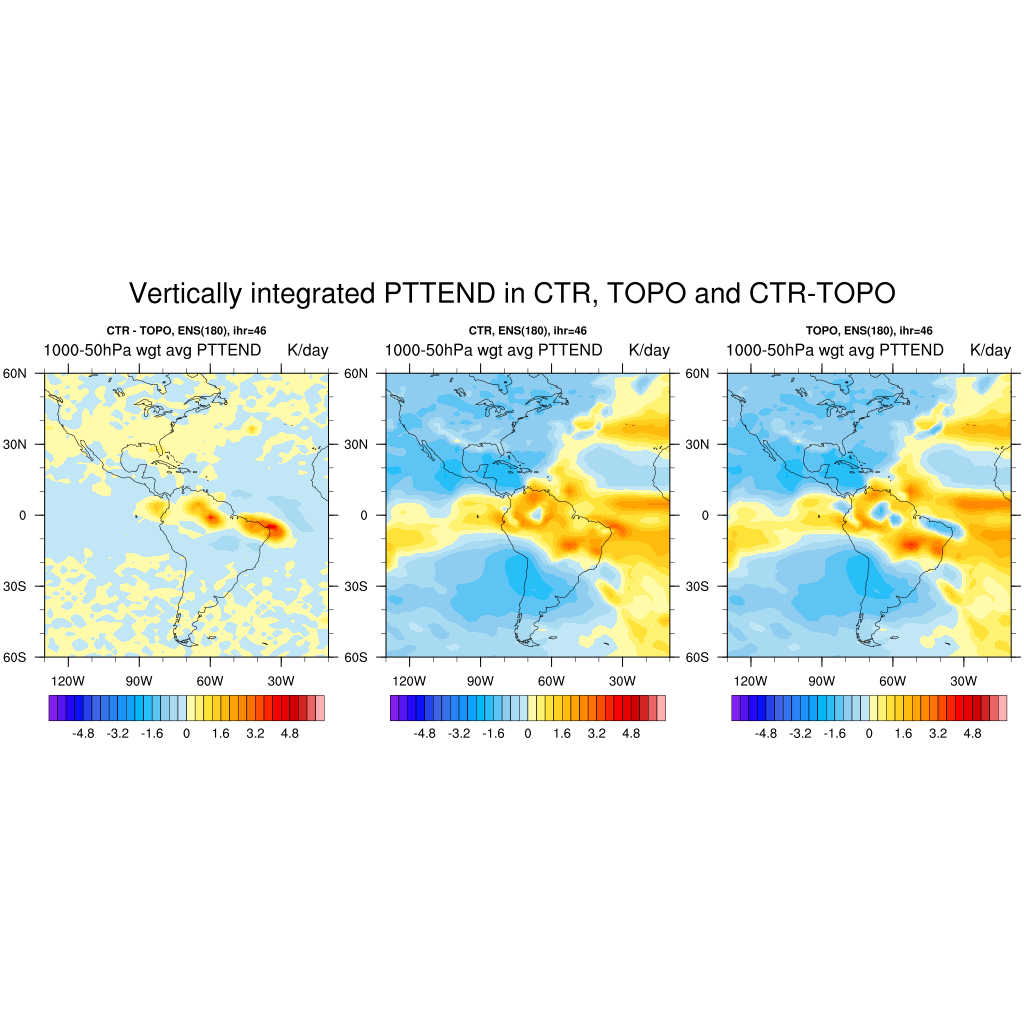 Vertically integrated PTTEND in CTR, TOPO and CTR-TOPO
CTR - TOPO, ENS(180), ihr=46
1000-50hPa wgt avg PTTEND K/day
60N
30N
0
30S
60S
120W 90W 60W 30W
-4.8 -3.2 -1.6 0 1.6 3.2 4.8
CTR, ENS(180), ihr=46
1000-50hPa wgt avg PTTEND K/day
60N
30N
0
30S
60S
120W 90W 60W 30W
-4.8 -3.2 -1.6 0 1.6 3.2 4.8
TOPO, ENS(180), ihr=46
1000-50hPa wgt avg PTTEND K/day
60N
30N
0
30S
60S
120W 90W 60W 30W
-4.8 -3.2 -1.6 0 1.6 3.2 4.8